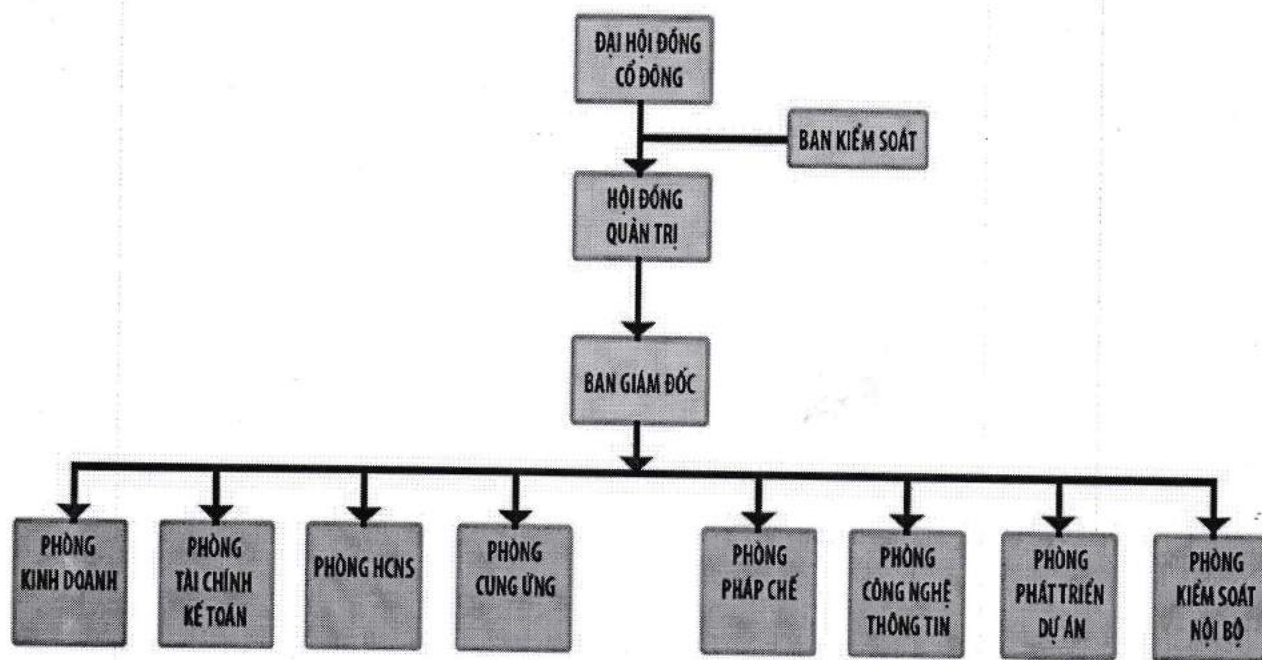 ĐẠI HỘI ĐỒNG
CỔ ĐÔNG
BAN KIỂM SOÁT
HỘI ĐỒNG
QUẢN TRỊ
BAN GIÁM ĐỐC
PHÒNG
KINH DOANH
PHÒNG
TÀI CHÍNH
KẾ TOÁN
PHÒNG HCNS
PHÒNG
CUNG ỨNG
PHÒNG
PHÁP CHẾ
PHÒNG
CÔNG NGHỆ
THÔNG TIN
PHÒNG
PHÁT TRIỂN
DỰ ÁN
PHÒNG
KIỂM SOÁT
NỘI BỘ